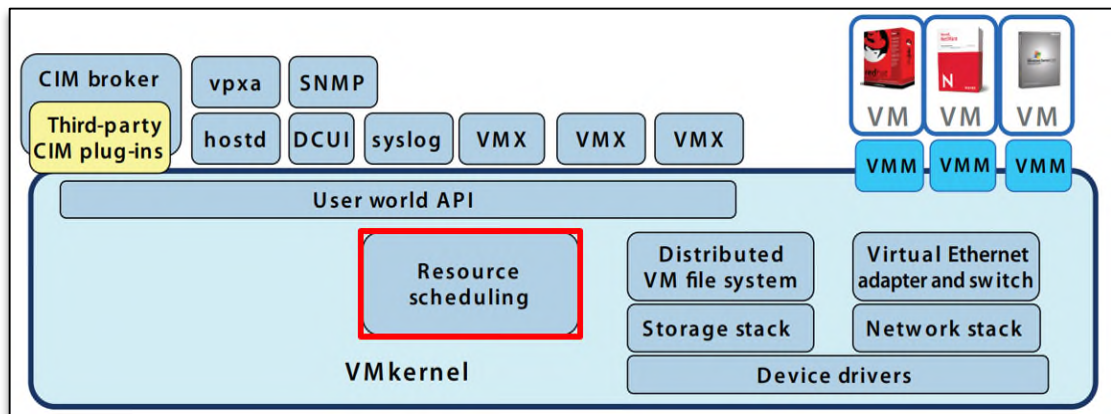 CIM broker
Third-party
CIM plug-ins
vpxa
SNMP
hostd
DCUI
syslog
VMX
VMX
VMX
N
VM
VM
VM
VMM
VMM
VMM
User world API
Resource
scheduling
Distributed
VM file system
Virtual Ethernet
adapter and switch
Storage stack
Network stack
VMkernel
Device drivers